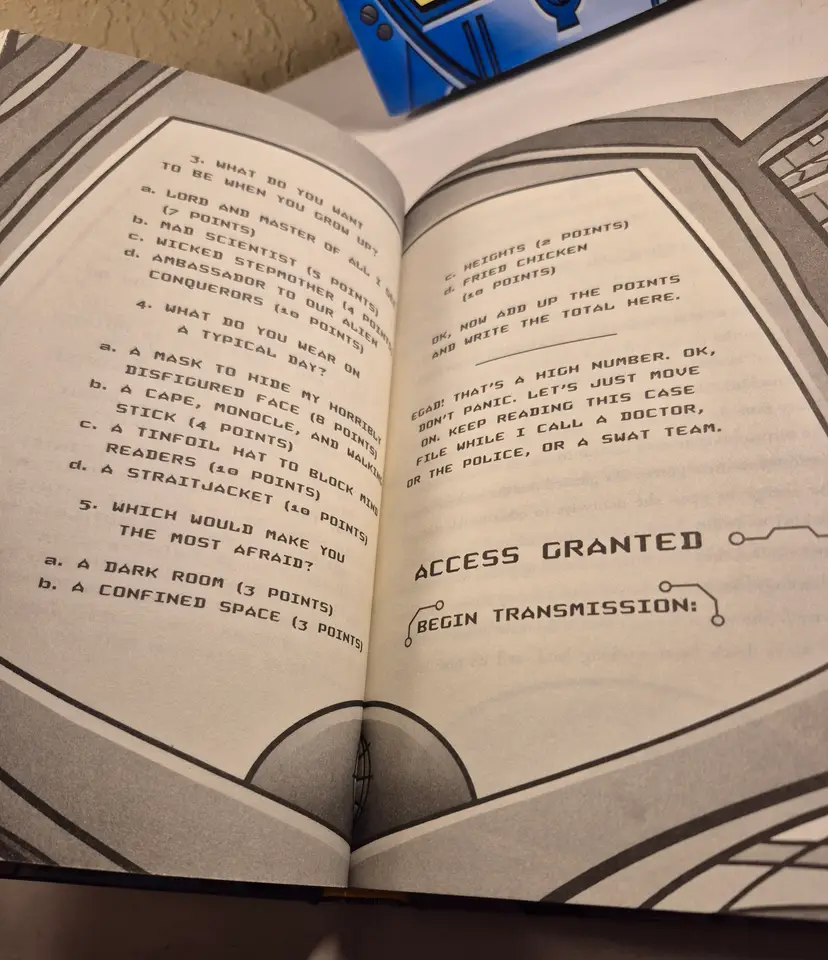 3. WHAT DO YOU WANT
TO BE WHEN YOU GROW UP?
a. LORD AND MASTER OF ALL I
(7 POINTS)
b. MAD SCIENTIST (5 POINTS)
c. WICKED STEPMOTHER (4 POINTS)
d. AMBASSADOR TO OUR ALIEN
CONQUERORS (10 POINTS)
4. WHAT DO YOU WEAR ON
A TYPICAL DAY?
a. A MASK TO HIDE MY HORRIBLY
DISFIGURED FACE (8 POINTS)
b. A CAPE, MONOCLE, AND WALKING
STICK (4 POINTS)
c. A TINFOIL HAT TO BLOCK MIND
READERS (10 POINTS)
d. A STRAITJACKET (10 POINTS)
5. WHICH WOULD MAKE YOU
THE MOST AFRAID?
a. A DARK ROOM (3 POINTS)
b. A CONFINED SPACE (3 POINTS)
c. HEIGHTS (2 POINTS)
d. FRIED CHICKEN
(10 POINTS)
OK, NOW ADD UP THE POINTS
AND WRITE THE TOTAL HERE.
EGAD! THAT'S A HIGH NUMBER. OK,
DON'T PANIC. LET'S JUST MOVE
ON. KEEP READING THIS CASE
FILE WHILE I CALL A DOCTOR,
OR THE POLICE, OR A SWAT TEAM.
ACCESS GRANTED
BEGIN TRANSMISSION: